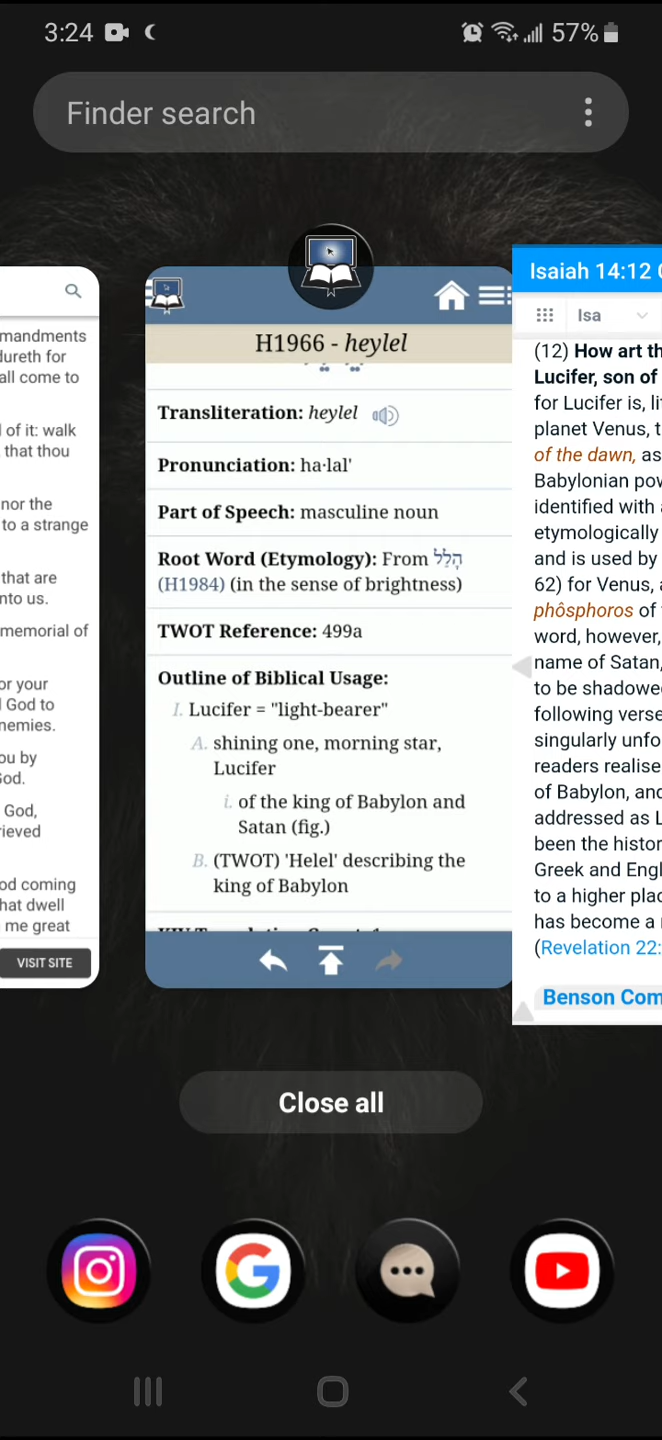 3:24
57%
Finder search
mandments
dureth for
all come to
l of it: walk
that thou
nor the
to a strange
that are
nto us.
memorial of
or your
God to
nemies.
ou by
God.
God,
rieved
od coming
hat dwell
me great
VISIT SITE
H1966 - heylel
Transliteration: heylel
Pronunciation: ha·lal'
Part of Speech: masculine noun
Root Word (Etymology): From הָלַל
(H1984) (in the sense of brightness)
TWOT Reference: 499a
Outline of Biblical Usage:
I. Lucifer = "light-bearer"
A. shining one, morning star,
Lucifer
i. of the king of Babylon and
Satan (fig.)
B. (TWOT) 'Helel' describing the
king of Babylon
Isaiah 14:12
Isa
(12) How art th
Lucifer, son of
for Lucifer is, li
planet Venus, t
of the dawn, as
Babylonian pow
identified with
etymologically
and is used by
62) for Venus,
phôsphoros of
word, however,
name of Satan,
to be shadowed
following verse
singularly unfo
readers realise
of Babylon, and
addressed as L
been the histor
Greek and Engl
to a higher plac
has become a
(Revelation 22:
Benson Com
Close all